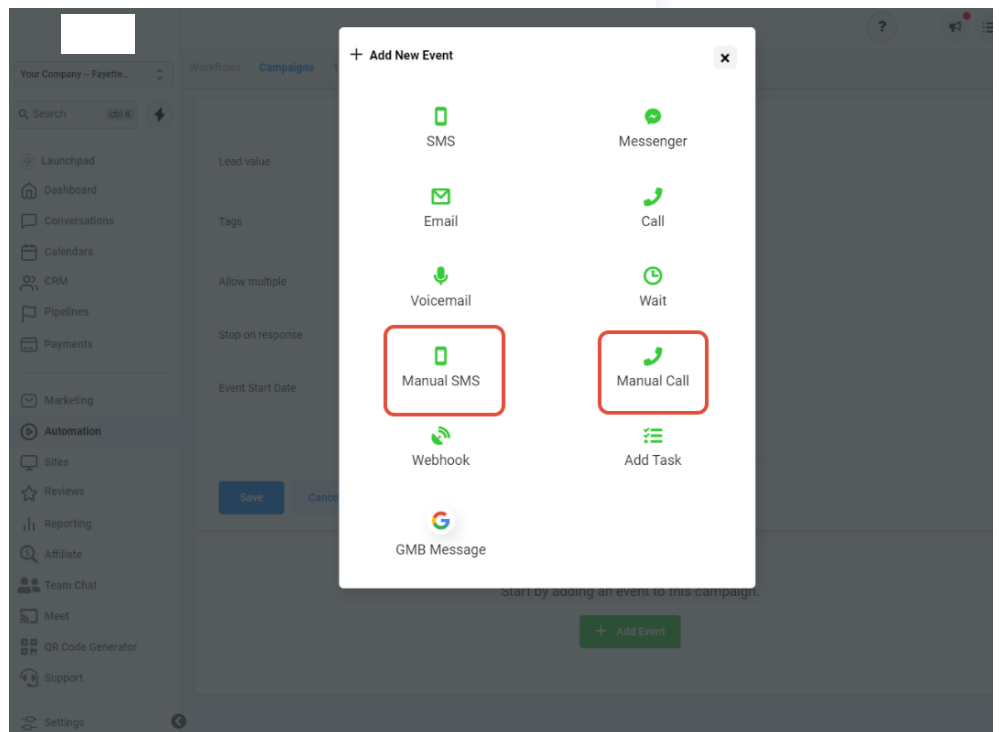 ?
+ Add New Event
×
Your Company -- Fayette...
Workflows Campaigns
Search ctrl K
SMS
Messenger
Email
Call
Voicemail
Wait
Manual SMS
Manual Call
Webhook
Add Task
GMB Message
Launchpad
Dashboard
Conversations
Calendars
CRM
Pipelines
Payments
Marketing
Automation
Sites
Reviews
Reporting
Affiliate
Team Chat
Meet
QR Code Generator
Support
Settings
Lead value
Tags
Allow multiple
Stop on response
Event Start Date
Save Cance
Start by adding an event to this campaign.
+ Add Event